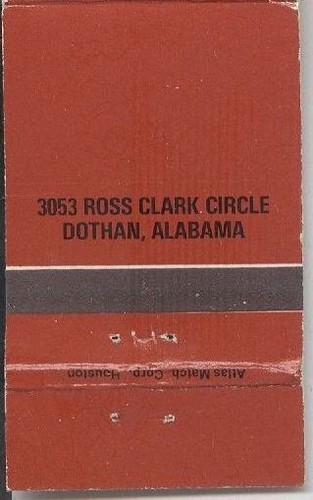 3053 ROSS CLARK CIRCLE
DOTHAN, ALABAMA
Atlas Match Corp. Houston